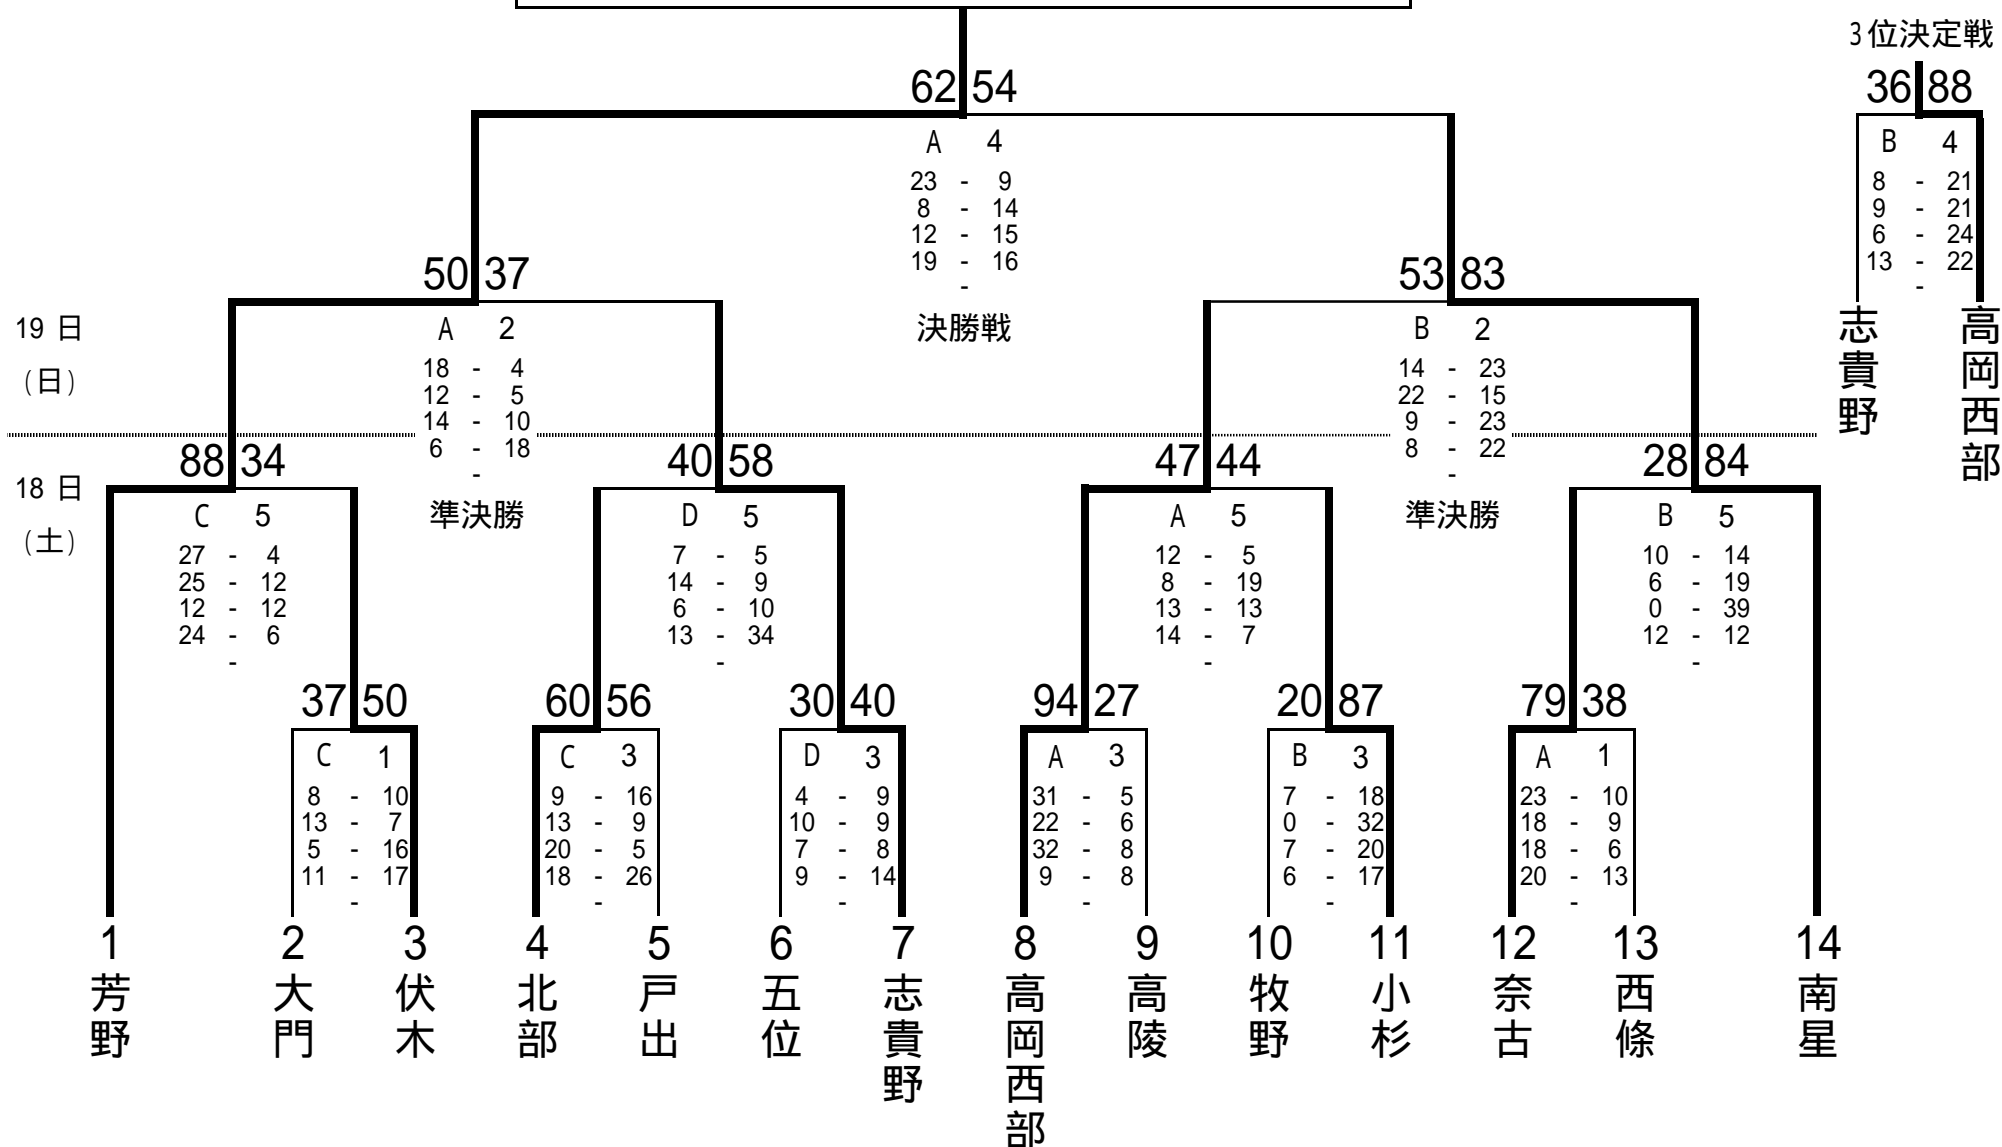 3位決定戦
62 54
36 88
A 4
23 - 9
8 - 14
12 - 15
19 - 16
-
決勝戦
B 4
8 - 21
9 - 21
6 - 24
13 - 22
-
志貴野
高岡西部
50 37
53 83
19 日
(日)
A 2
18 - 4
12 - 5
14 - 10
6 - 18
-
準決勝
B 2
14 - 23
22 - 15
9 - 23
8 - 22
-
準決勝
18 日
(土)
88 34
40 58
47 44
28 84
C 5
27 - 4
25 - 12
12 - 12
24 - 6
-
D 5
7 - 5
14 - 9
6 - 10
13 - 34
-
A 5
12 - 5
8 - 19
13 - 13
14 - 7
-
B 5
10 - 14
6 - 19
0 - 39
12 - 12
-
37 50
60 56
30 40
94 27
20 87
79 38
C 1
8 - 10
13 - 7
5 - 16
11 - 17
-
C 3
9 - 16
13 - 9
20 - 5
18 - 26
-
D 3
4 - 9
10 - 9
7 - 8
9 - 14
-
A 3
31 - 5
22 - 6
32 - 8
9 - 8
-
B 3
7 - 18
0 - 32
7 - 20
6 - 17
-
A 1
23 - 10
18 - 9
18 - 6
20 - 13
-
1 2 3 4 5 6 7 8 9 10 11 12 13 14
芳野
大門
伏木
北部
戸出
五位
志貴野
高岡西部
高陵
牧野
小杉
奈古
西條
南星